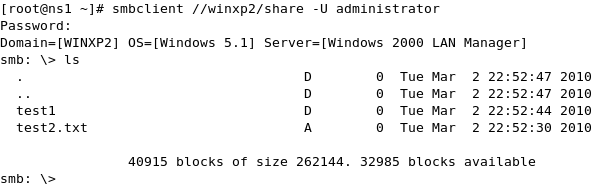 [root@ns1 ~]# smbclient //winxp2/share -U administrator
Password:
Domain=[WINXP2] OS=[Windows 5.1] Server=[Windows 2000 LAN Manager]
smb: \> ls
  .                                   D        0  Tue Mar  2 22:52:47 2010
  ..                                  D        0  Tue Mar  2 22:52:47 2010
  test1                               D        0  Tue Mar  2 22:52:44 2010
  test2.txt                           A        0  Tue Mar  2 22:52:30 2010

                40915 blocks of size 262144. 32985 blocks available
smb: \>